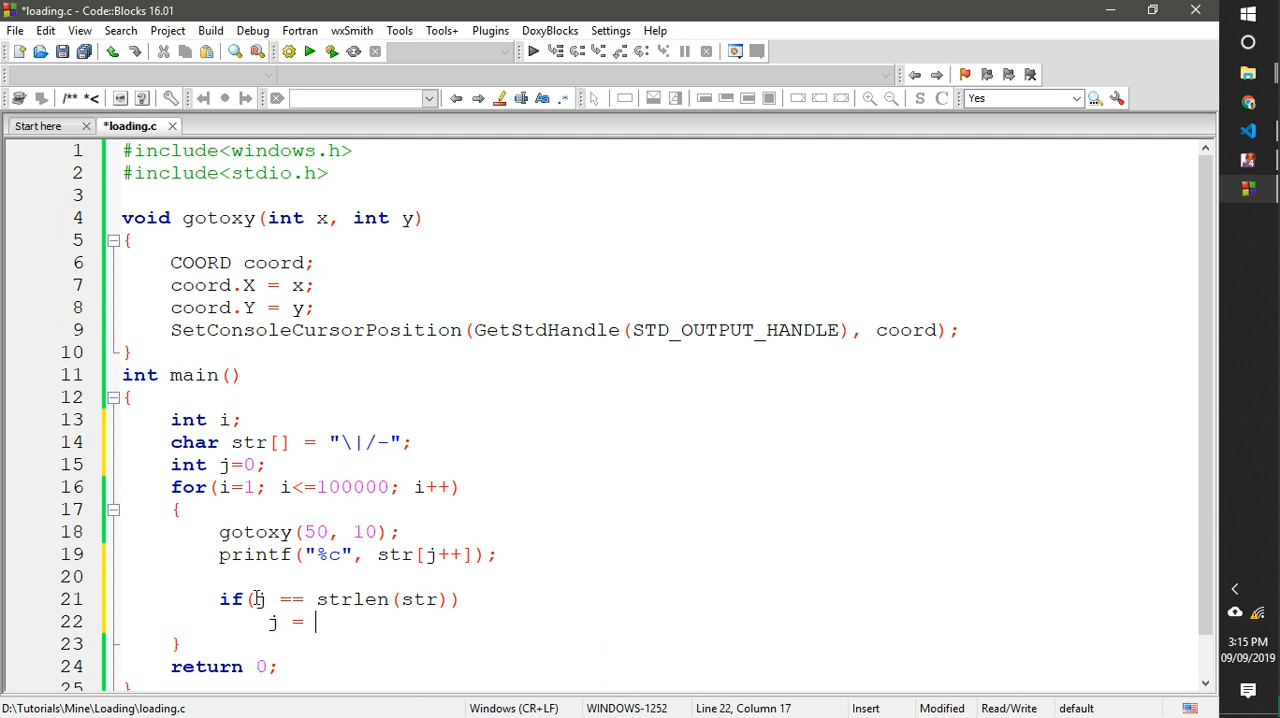 *loading.c - Code::Blocks 16.01
File Edit View Search Project Build Debug Fortran wxSmith Tools Tools+ Plugins DoxyBlocks Settings Help
/** *< Aa .* S C Yes
Start here *loading.c
1 #include<windows.h>
2 #include<stdio.h>
3
4 void gotoxy(int x, int y)
5 {
6 COORD coord;
7 coord.X = x;
8 coord.Y = y;
9 SetConsoleCursorPosition(GetStdHandle(STD_OUTPUT_HANDLE), coord);
10 }
11 int main()
12 {
13 int i;
14 char str[] = "\|/-";
15 int j=0;
16 for(i=1; i<=100000; i++)
17 {
18 gotoxy(50, 10);
19 printf("%c", str[j++]);
20
21 if(j == strlen(str))
22 j =
23 }
24 return 0;
25 }
D:\Tutorials\Mine\Loading\loading.c Windows (CR+LF) WINDOWS-1252 Line 22, Column 17 Insert Modified Read/Write default
3:15 PM
09/09/2019